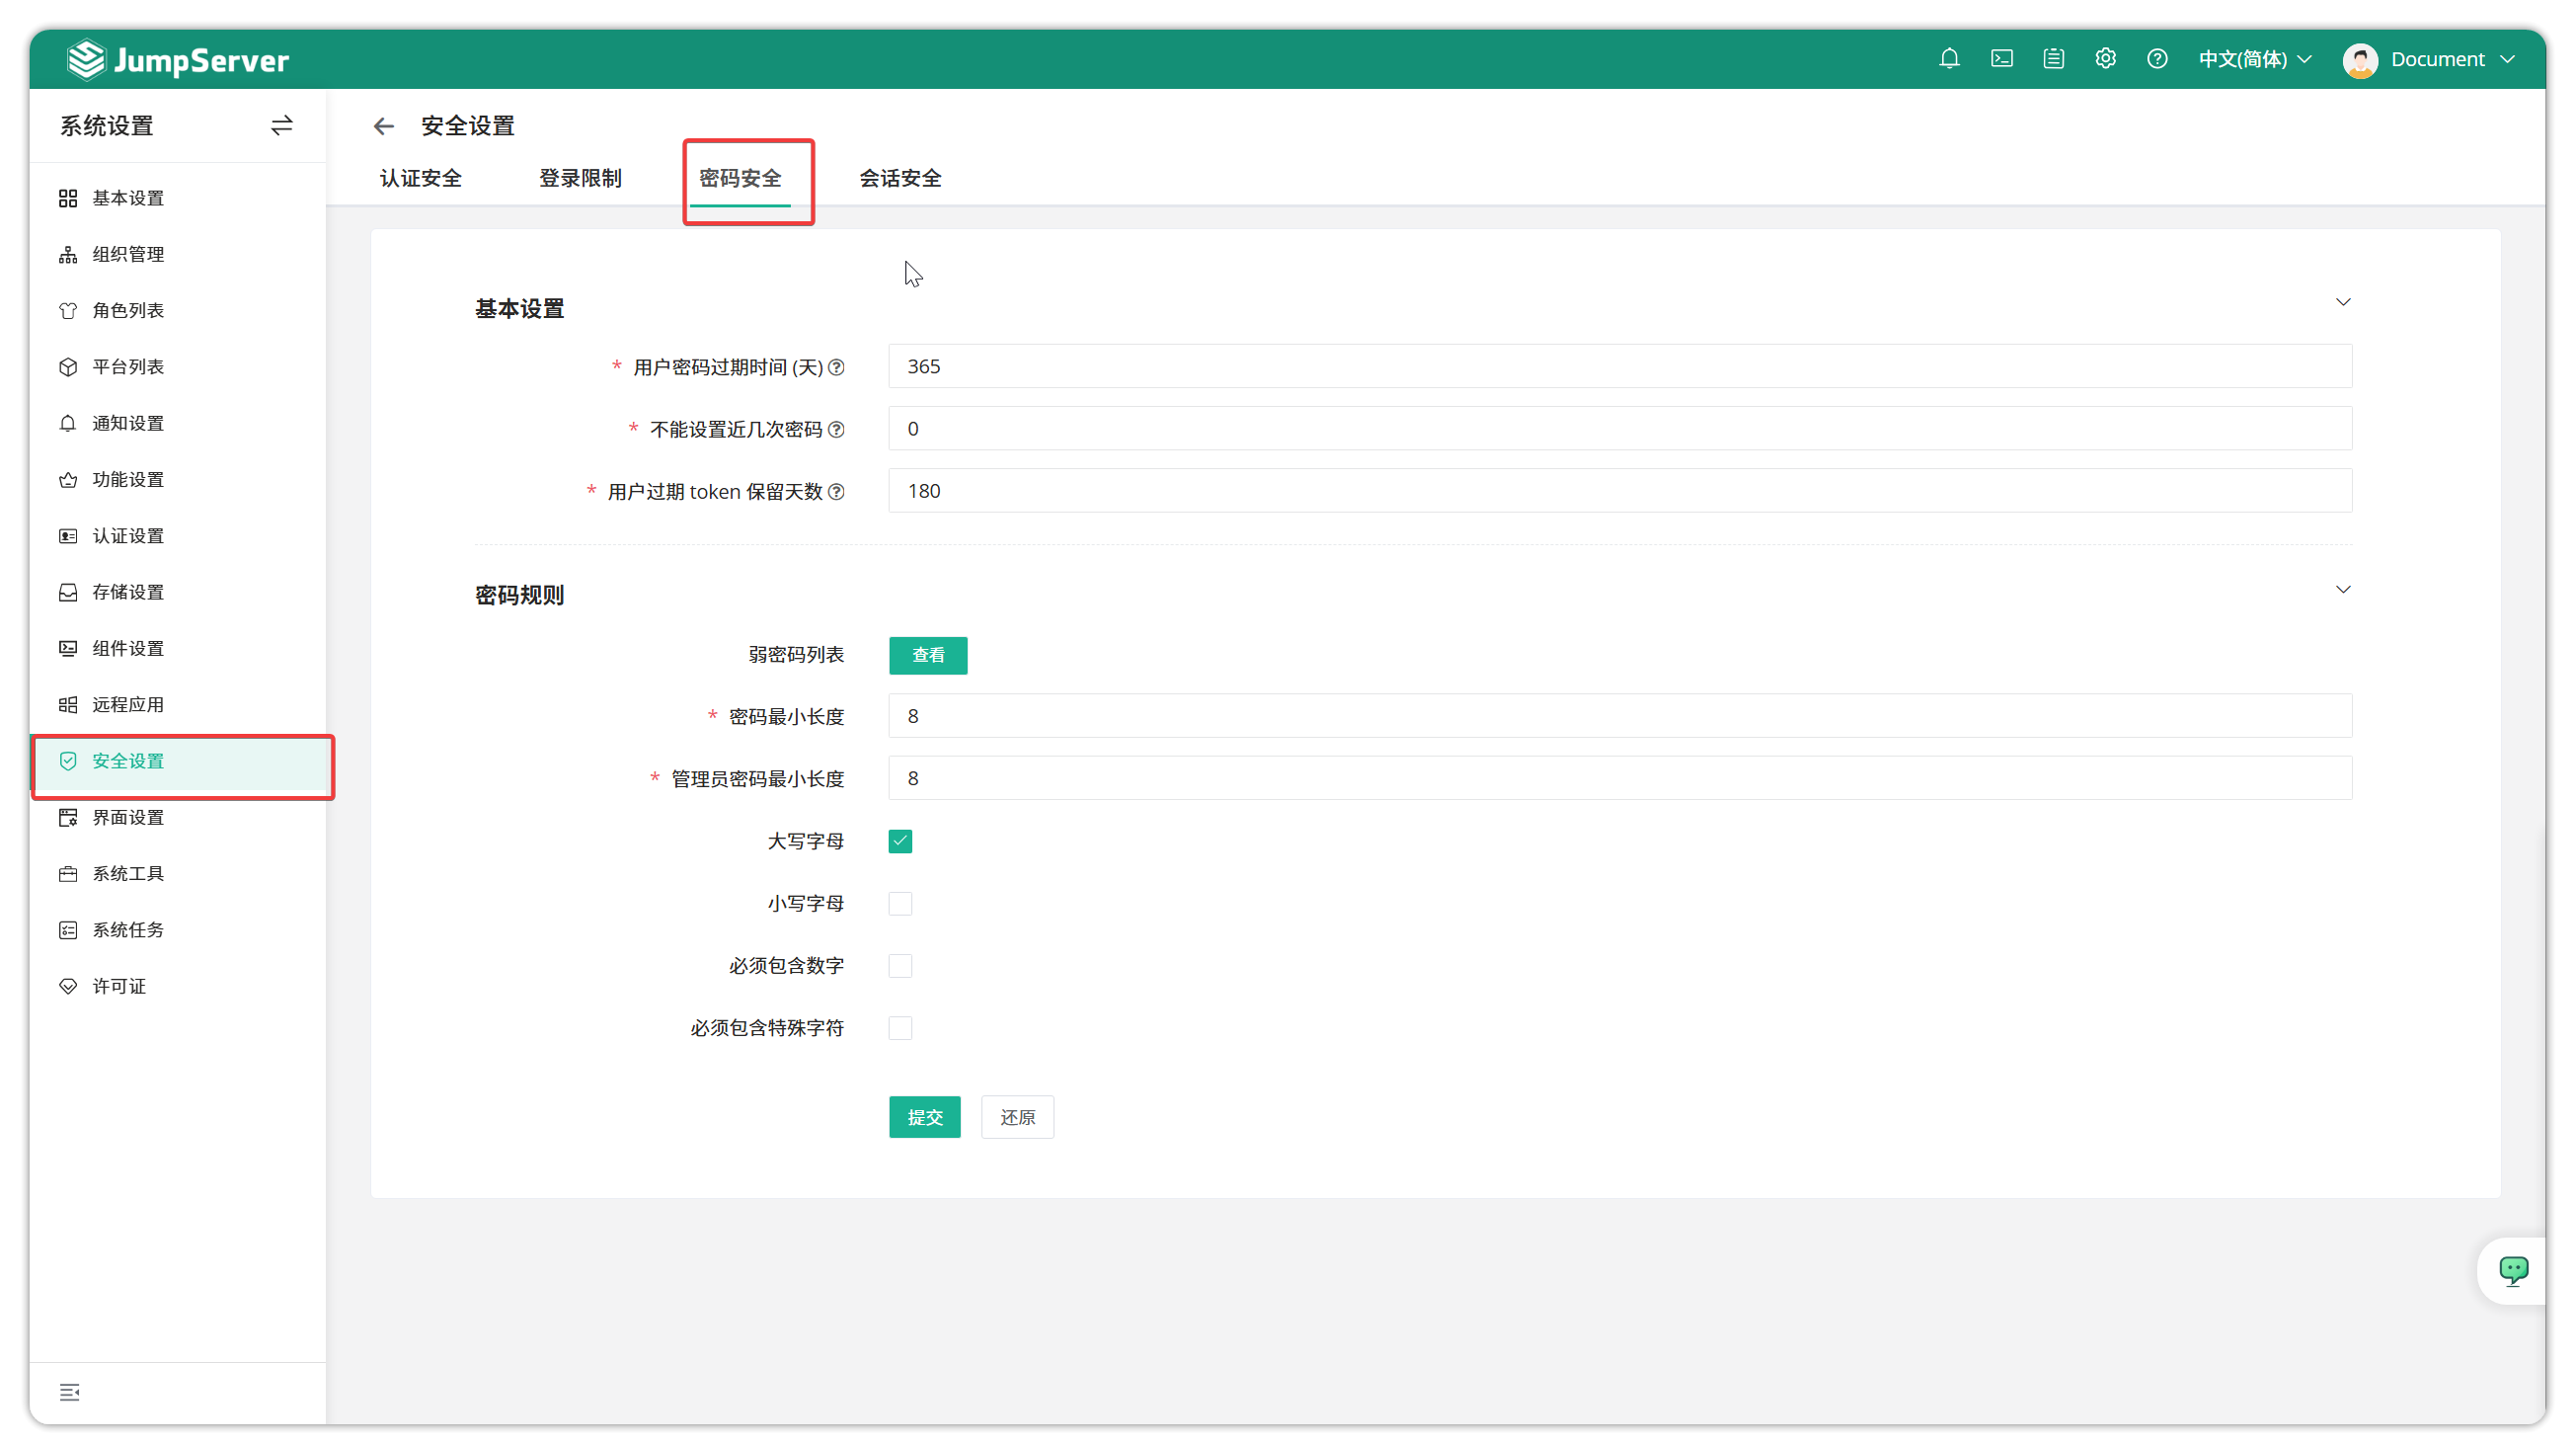 JumpServer
中文(简体)
Document
系统设置
安全设置
认证安全
登录限制
密码安全
会话安全
基本设置
组织管理
角色列表
平台列表
通知设置
功能设置
认证设置
存储设置
组件设置
远程应用
安全设置
界面设置
系统工具
系统任务
许可证
基本设置
* 用户密码过期时间 (天) 365
* 不能设置近几次密码 0
* 用户过期 token 保留天数 180
密码规则
弱密码列表 查看
* 密码最小长度 8
* 管理员密码最小长度 8
大写字母
小写字母
必须包含数字
必须包含特殊字符
提交 还原